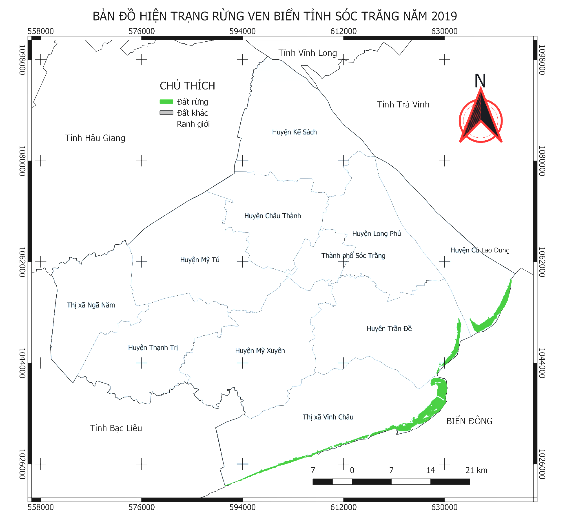 BẢN ĐỒ HIỆN TRẠNG RỪNG VEN BIỂN TỈNH SÓC TRĂNG NĂM 2019
558000 576000 594000 612000 630000
1098000 1098000
Tỉnh Vĩnh Long
CHÚ THÍCH
Đất rừng
Đất khác
Ranh giới
Tỉnh Trà Vinh
N
Tỉnh Hậu Giang
Huyện Kế Sách
1080000 1080000
Huyện Châu Thành
Huyện Long Phú
Huyện Cù Lao Dung
Thành phố Sóc Trăng
Huyện Mỹ Tú
1062000 1062000
Thị xã Ngã Năm
Huyện Trần Đề
Huyện Thạnh Trị
Huyện Mỹ Xuyên
1044000 1044000
Thị xã Vĩnh Châu
BIỂN ĐÔNG
Tỉnh Bạc Liêu
1026000 1026000
7 0 7 14 21 km
558000 576000 594000 612000 630000